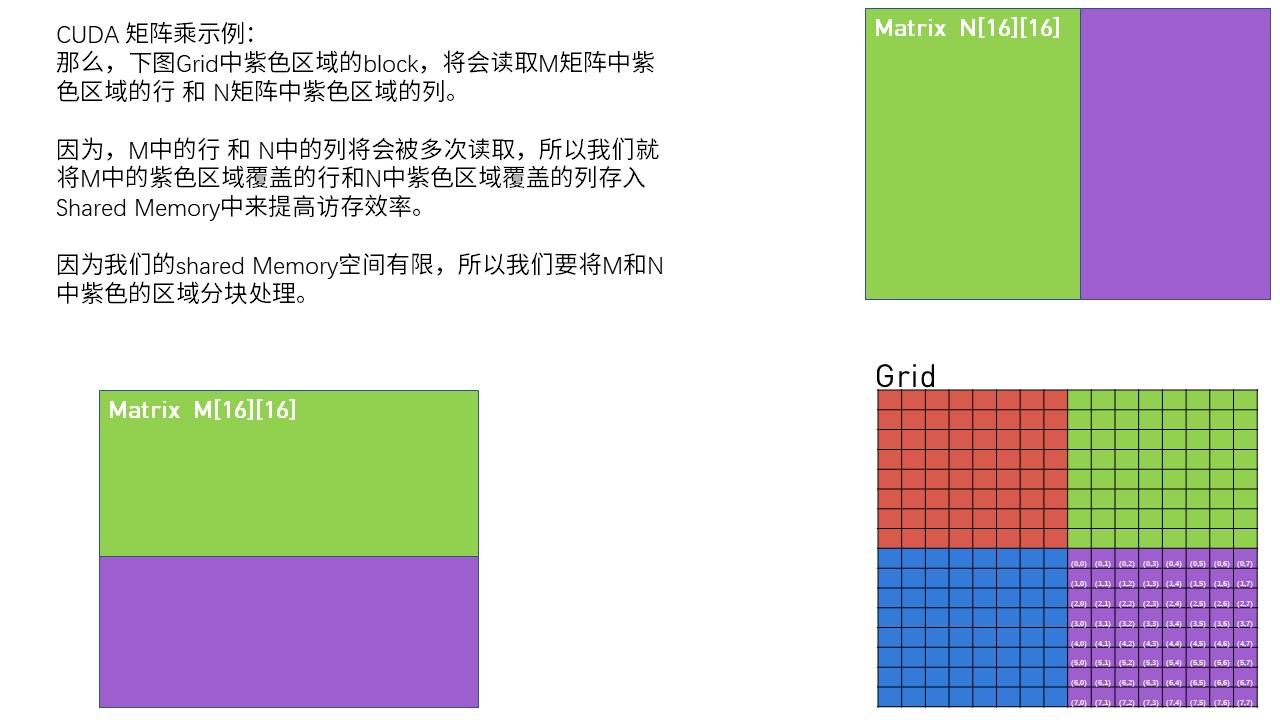 CUDA 矩阵乘示例：
那么，下图Grid中紫色区域的block，将会读取M矩阵中紫
色区域的行 和 N矩阵中紫色区域的列。
因为，M中的行 和 N中的列将会被多次读取，所以我们就
将M中的紫色区域覆盖的行和N中紫色区域覆盖的列存入
Shared Memory中来提高访存效率。
因为我们的shared Memory空间有限，所以我们要将M和N
中紫色的区域分块处理。
Matrix N[16][16]
Matrix M[16][16]
Grid
(0,0) (0,1) (0,2) (0,3) (0,4) (0,5) (0,6) (0,7)
(1,0) (1,1) (1,2) (1,3) (1,4) (1,5) (1,6) (1,7)
(2,0) (2,1) (2,2) (2,3) (2,4) (2,5) (2,6) (2,7)
(3,0) (3,1) (3,2) (3,3) (3,4) (3,5) (3,6) (3,7)
(4,0) (4,1) (4,2) (4,3) (4,4) (4,5) (4,6) (4,7)
(5,0) (5,1) (5,2) (5,3) (5,4) (5,5) (5,6) (5,7)
(6,0) (6,1) (6,2) (6,3) (6,4) (6,5) (6,6) (6,7)
(7,0) (7,1) (7,2) (7,3) (7,4) (7,5) (7,6) (7,7)